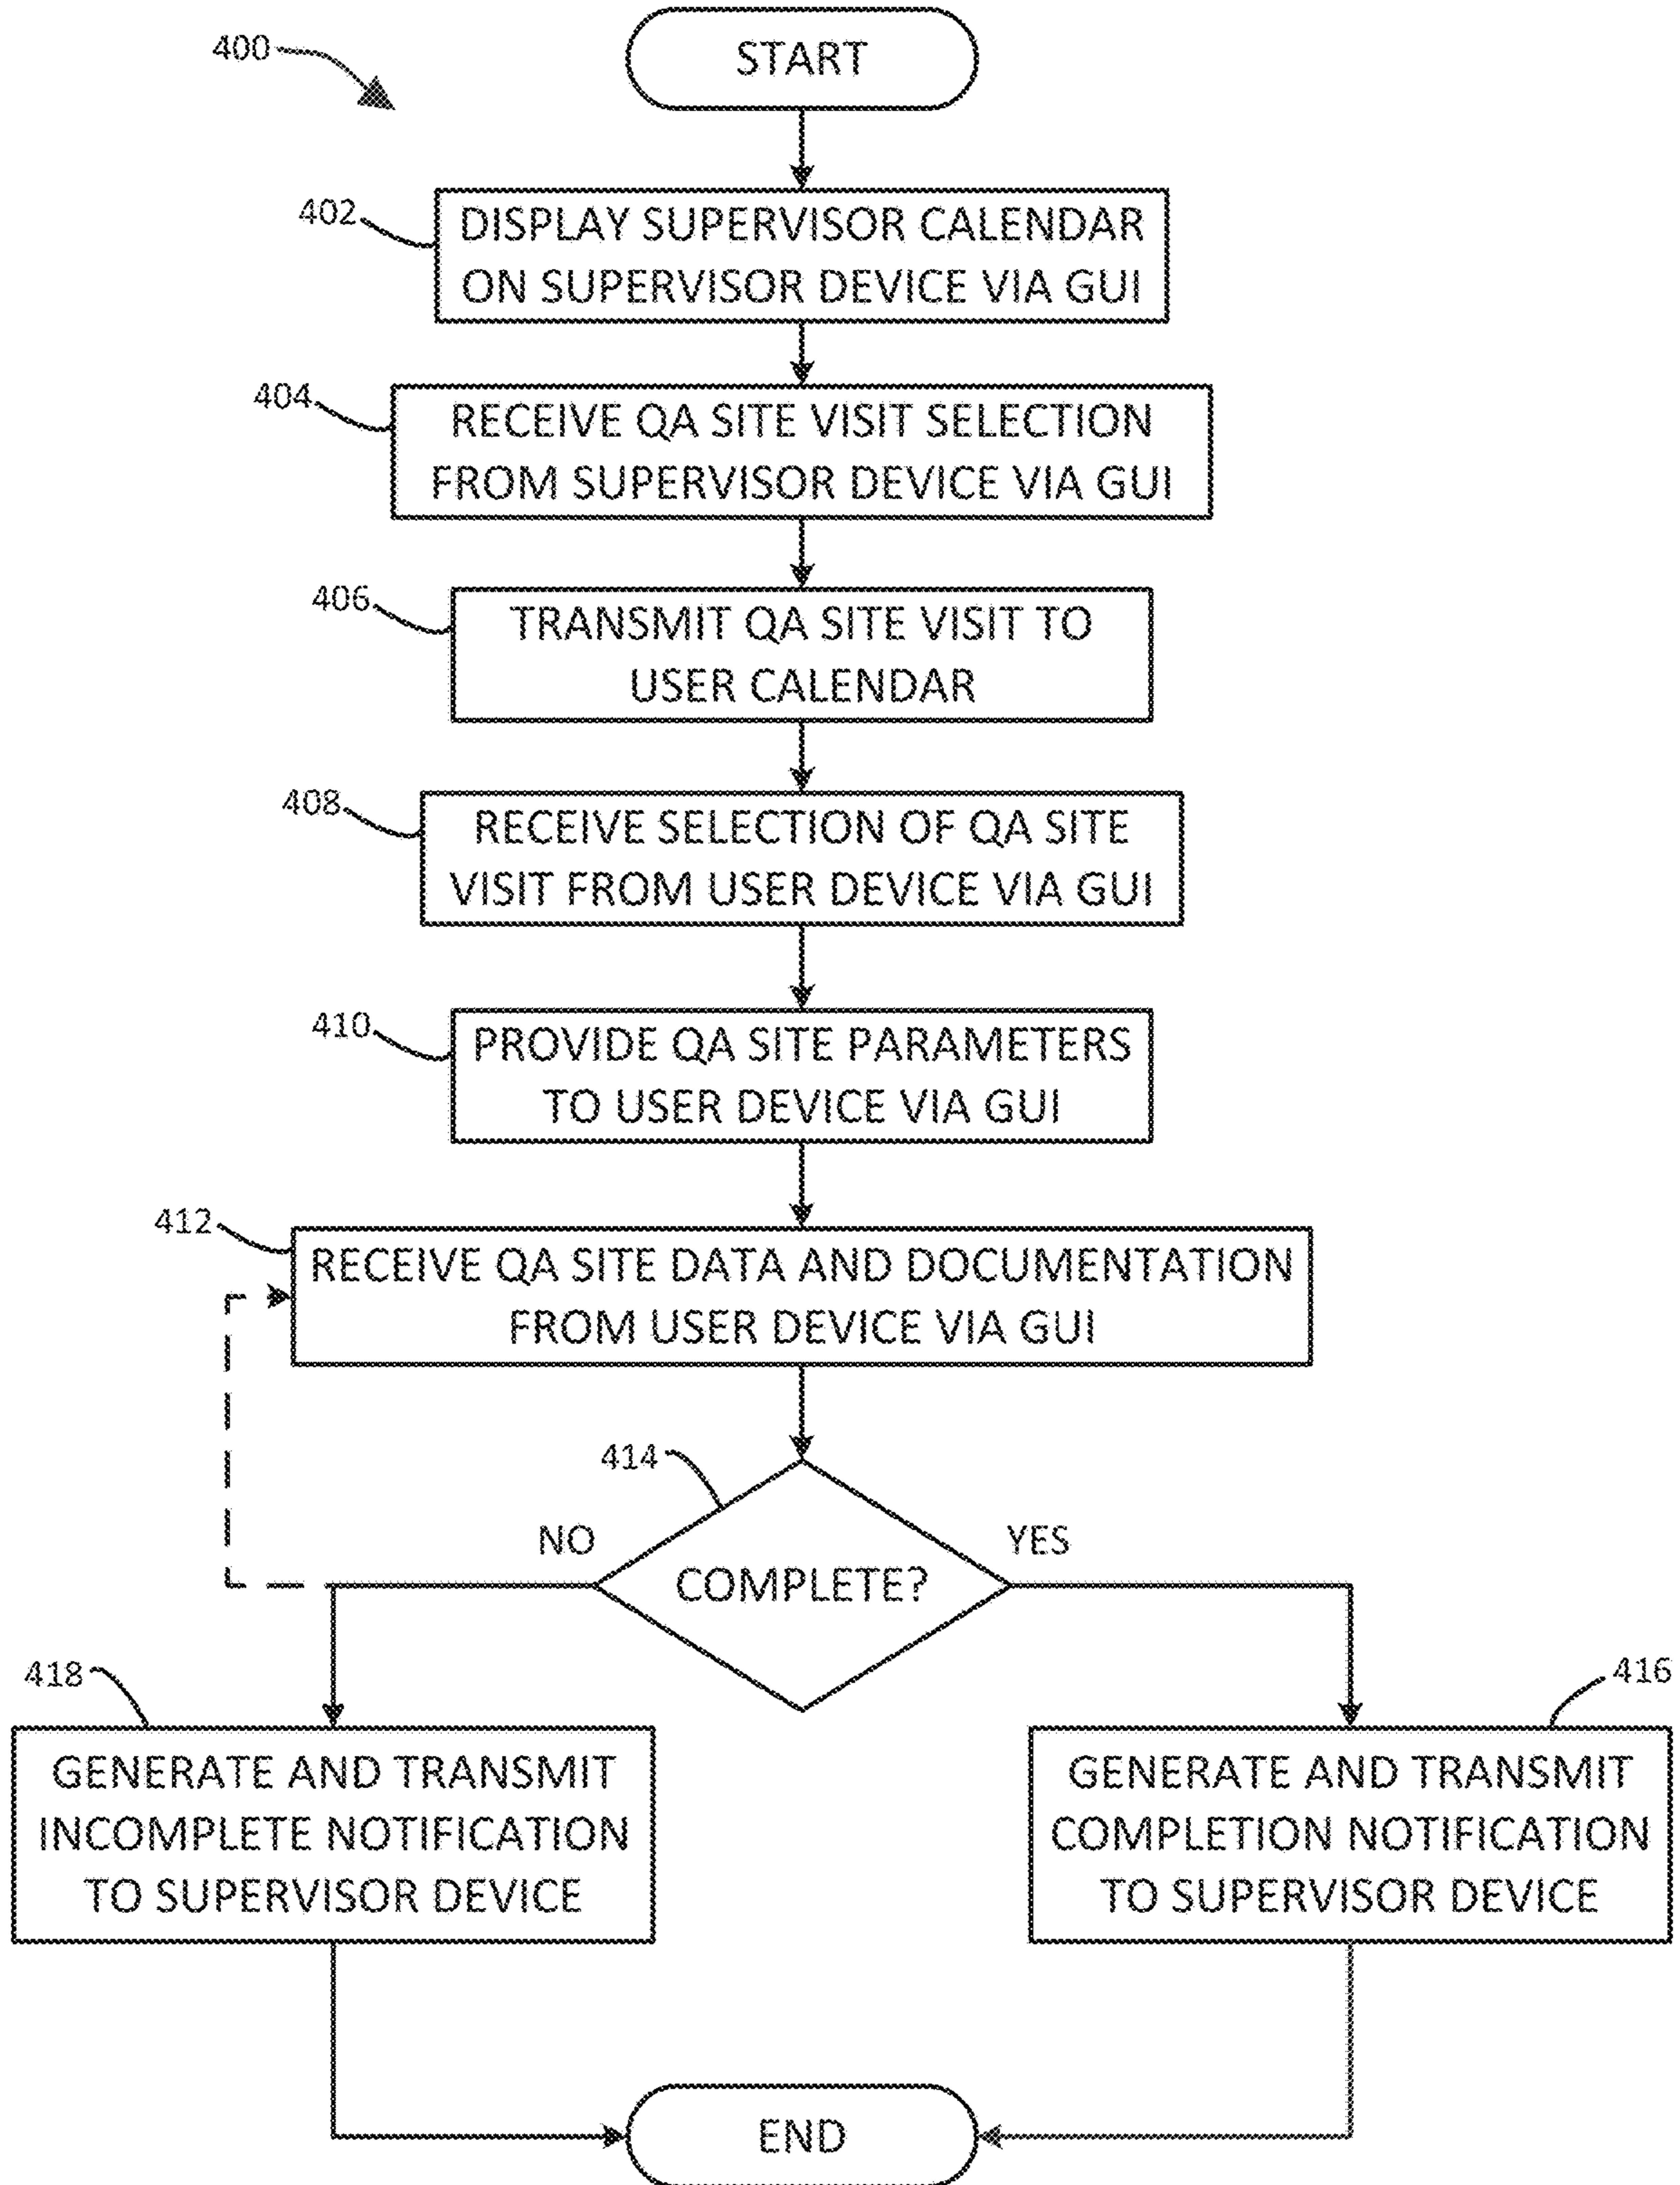 400
START
402
DISPLAY SUPERVISOR CALENDAR
ON SUPERVISOR DEVICE VIA GUI
404
RECEIVE QA SITE VISIT SELECTION
FROM SUPERVISOR DEVICE VIA GUI
406
TRANSMIT QA SITE VISIT TO
USER CALENDAR
408
RECEIVE SELECTION OF QA SITE
VISIT FROM USER DEVICE VIA GUI
410
PROVIDE QA SITE PARAMETERS
TO USER DEVICE VIA GUI
412
RECEIVE QA SITE DATA AND DOCUMENTATION
FROM USER DEVICE VIA GUI
414
NO
YES
COMPLETE?
418
GENERATE AND TRANSMIT
INCOMPLETE NOTIFICATION
TO SUPERVISOR DEVICE
416
GENERATE AND TRANSMIT
COMPLETION NOTIFICATION
TO SUPERVISOR DEVICE
END